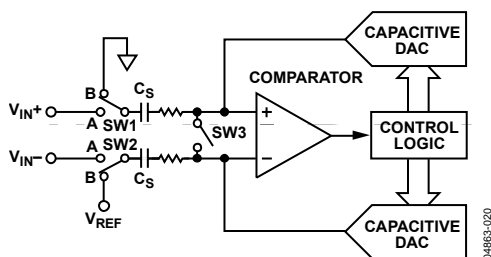 CAPACITIVE
DAC
COMPARATOR
B
CS
VIN+
A SW1
SW3
CONTROL
LOGIC
VIN–
A SW2
B
CS
VREF
CAPACITIVE
DAC
+
–
04863-020